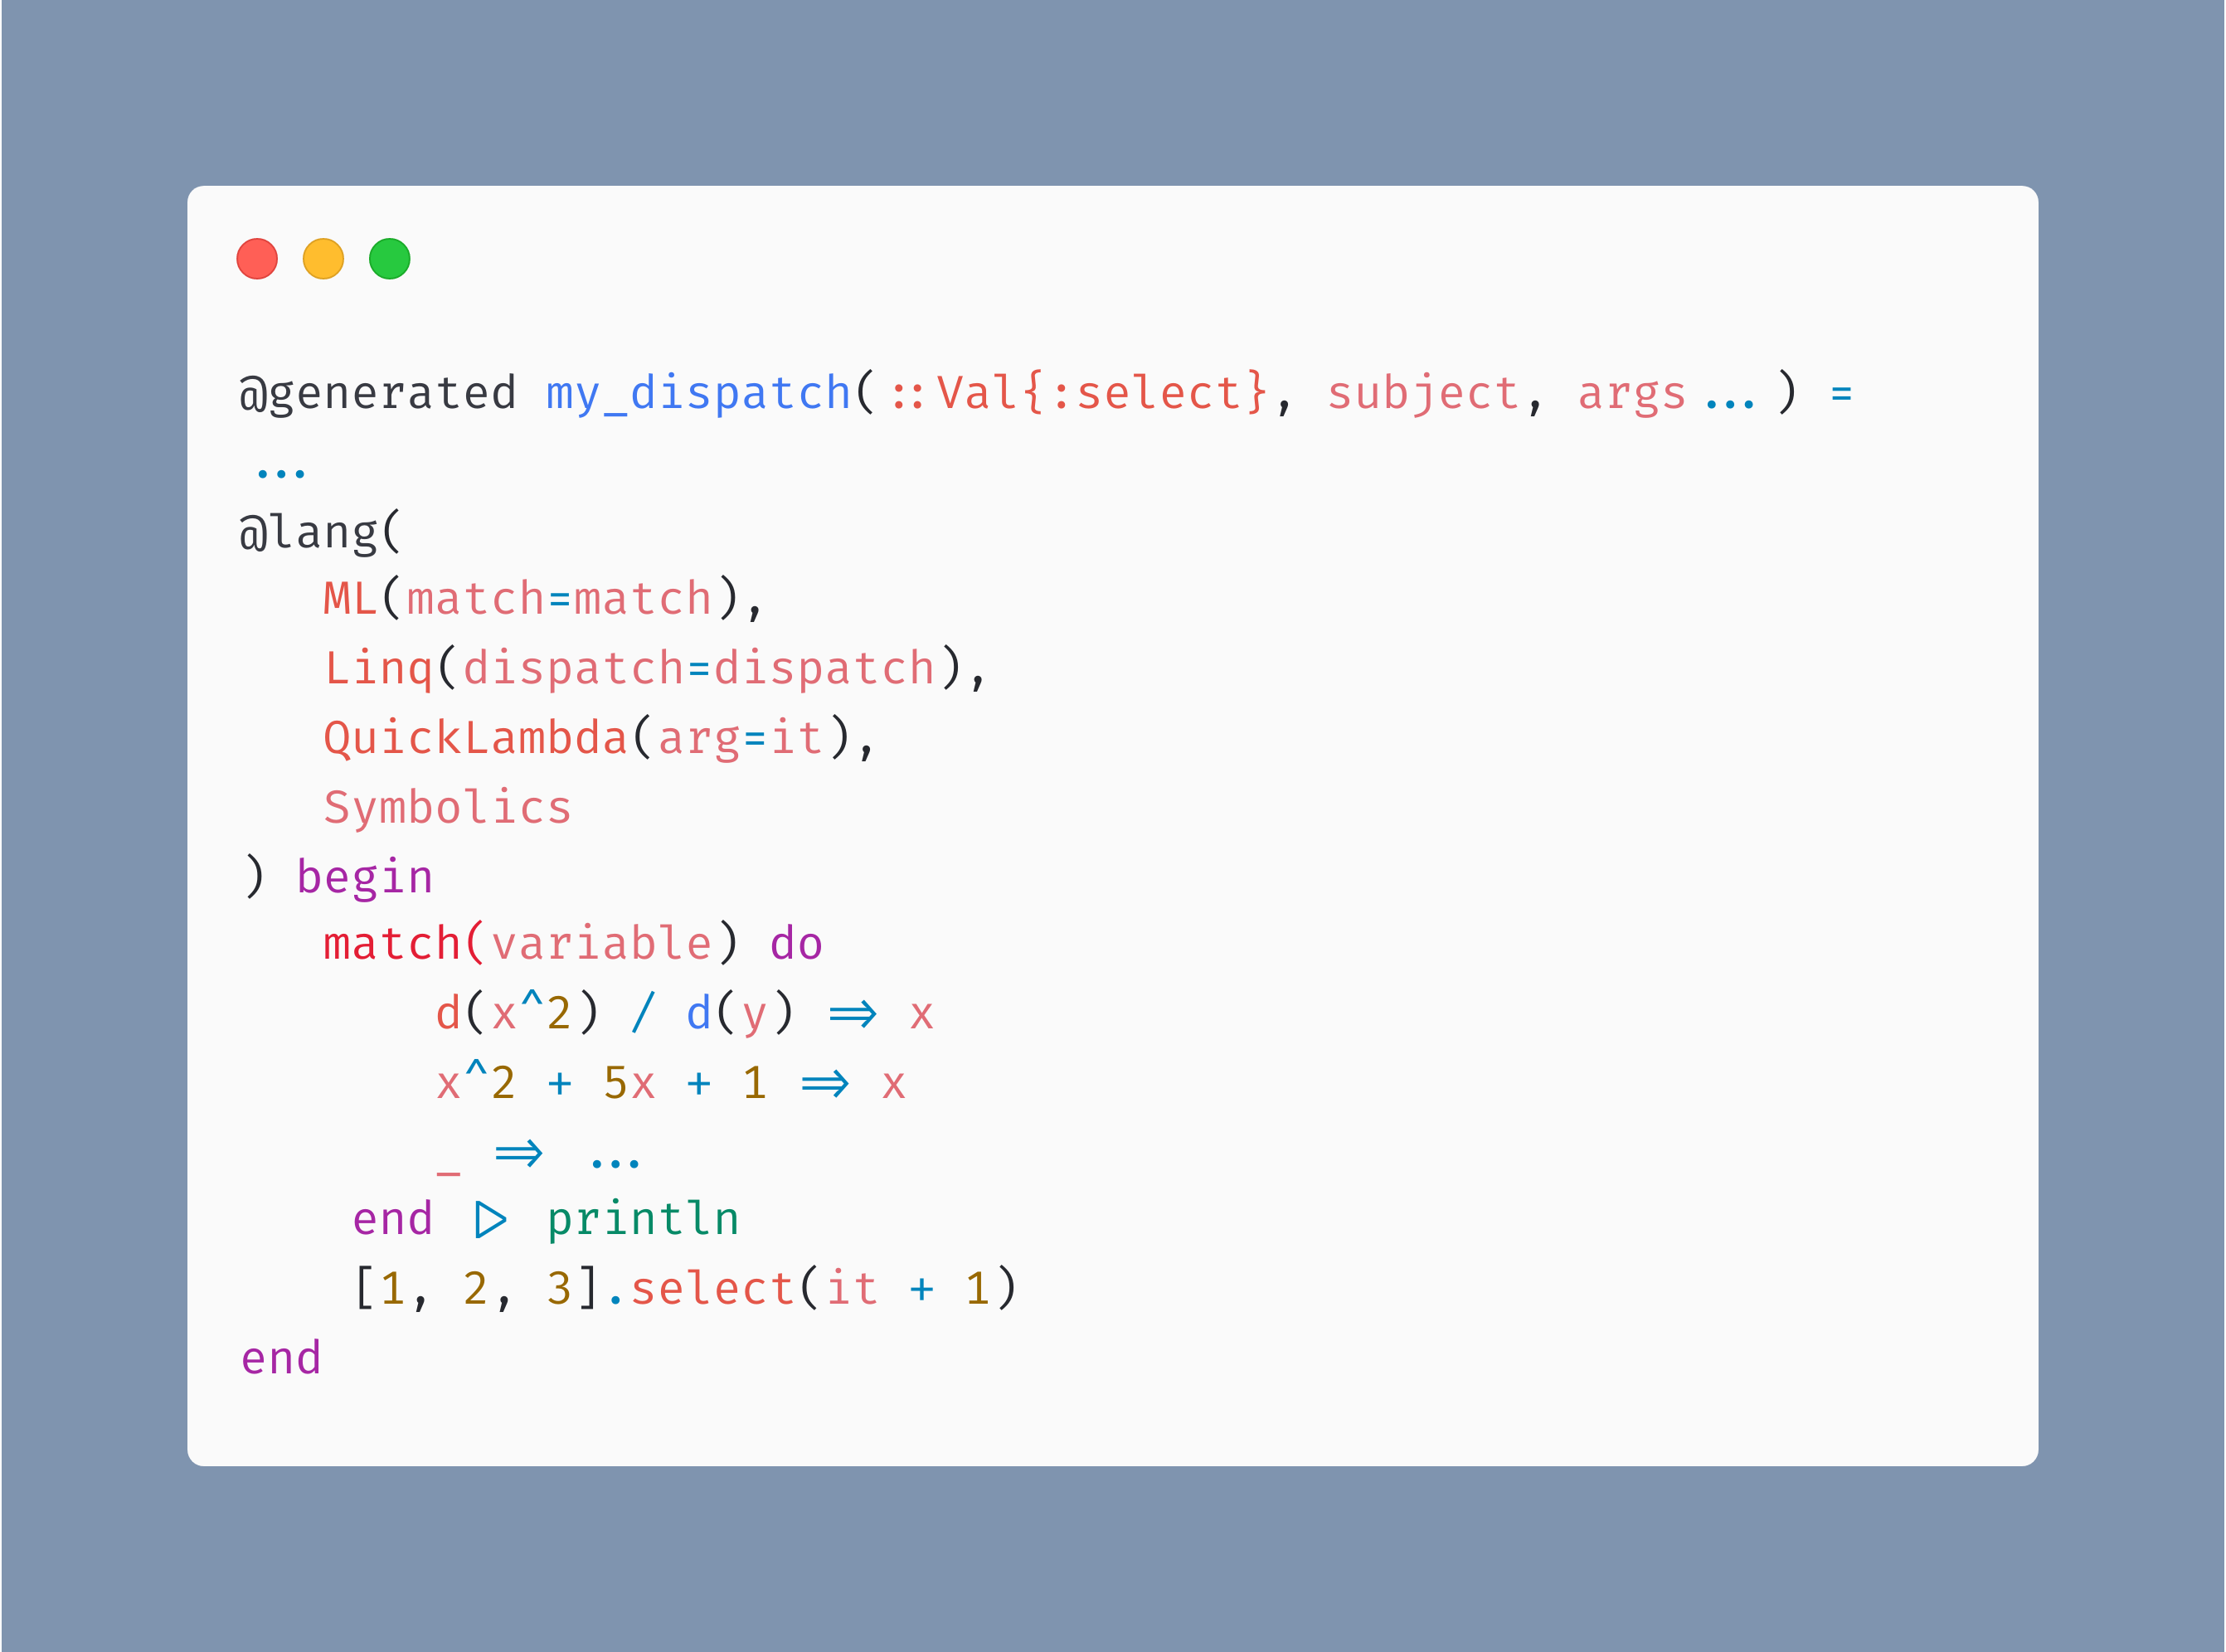 @generated my_dispatch(::Val{:select}, subject, args...) =
...
@lang(
ML(match=match),
Linq(dispatch=dispatch),
QuickLambda(arg=it),
Symbolics
) begin
match(variable) do
d(x^2) / d(y) => x
x^2 + 5x + 1 => x
_ => ...
end |> println
[1, 2, 3].select(it + 1)
end